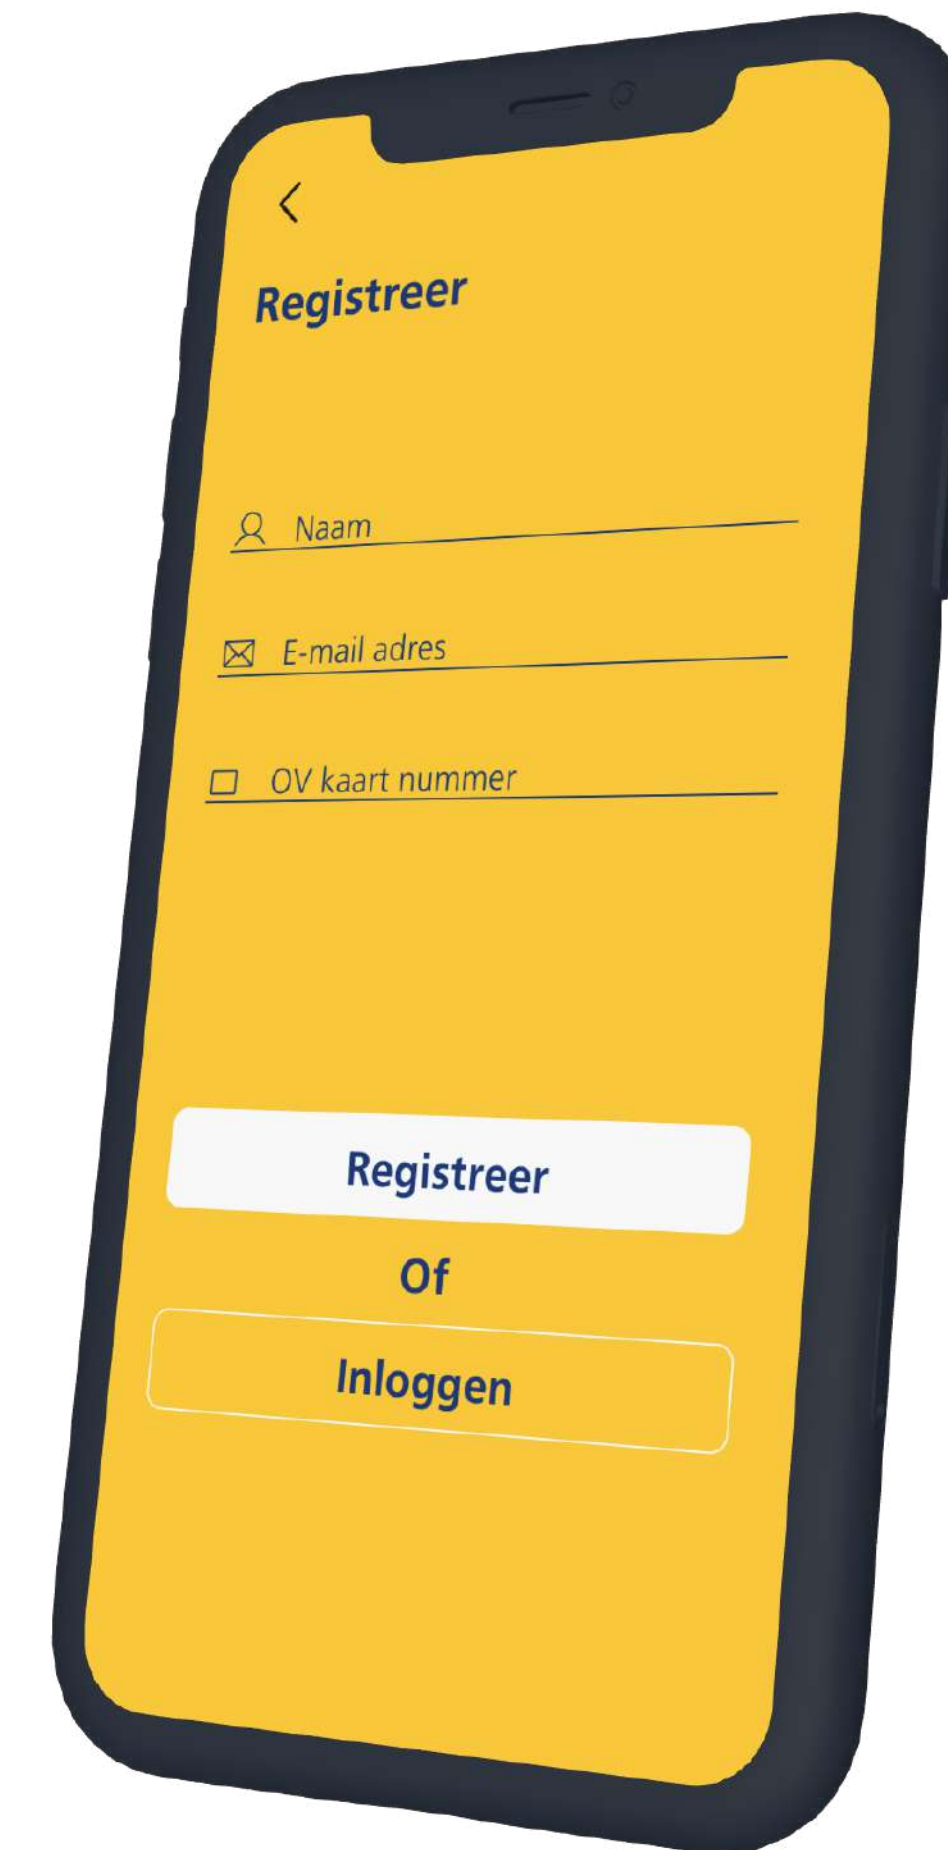 Registreer
Naam
E-mail adres
OV kaart nummer
Registreer
Of
Inloggen